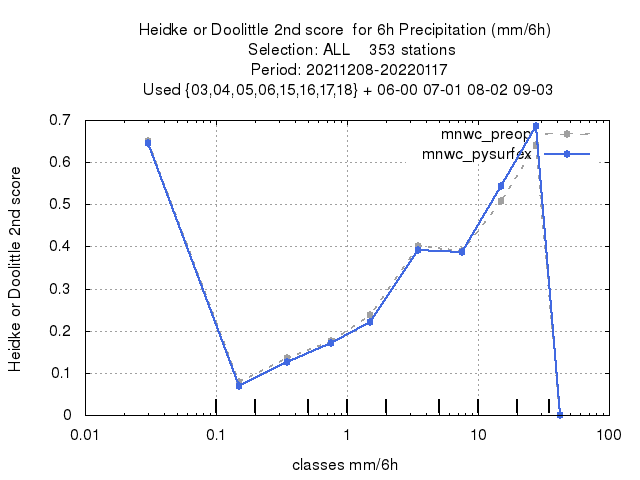 Heidke or Doolittle 2nd score  for 6h Precipitation (mm/6h)
Selection: ALL    353 stations
Period: 20211208-20220117
Used {03,04,05,06,15,16,17,18} + 06-00 07-01 08-02 09-03
mnwc_preop
mnwc_pysurfex
0.7
0.6
0.5
0.4
0.3
0.2
0.1
0
Heidke or Doolittle 2nd score
0.01 0.1 1 10 100
classes mm/6h